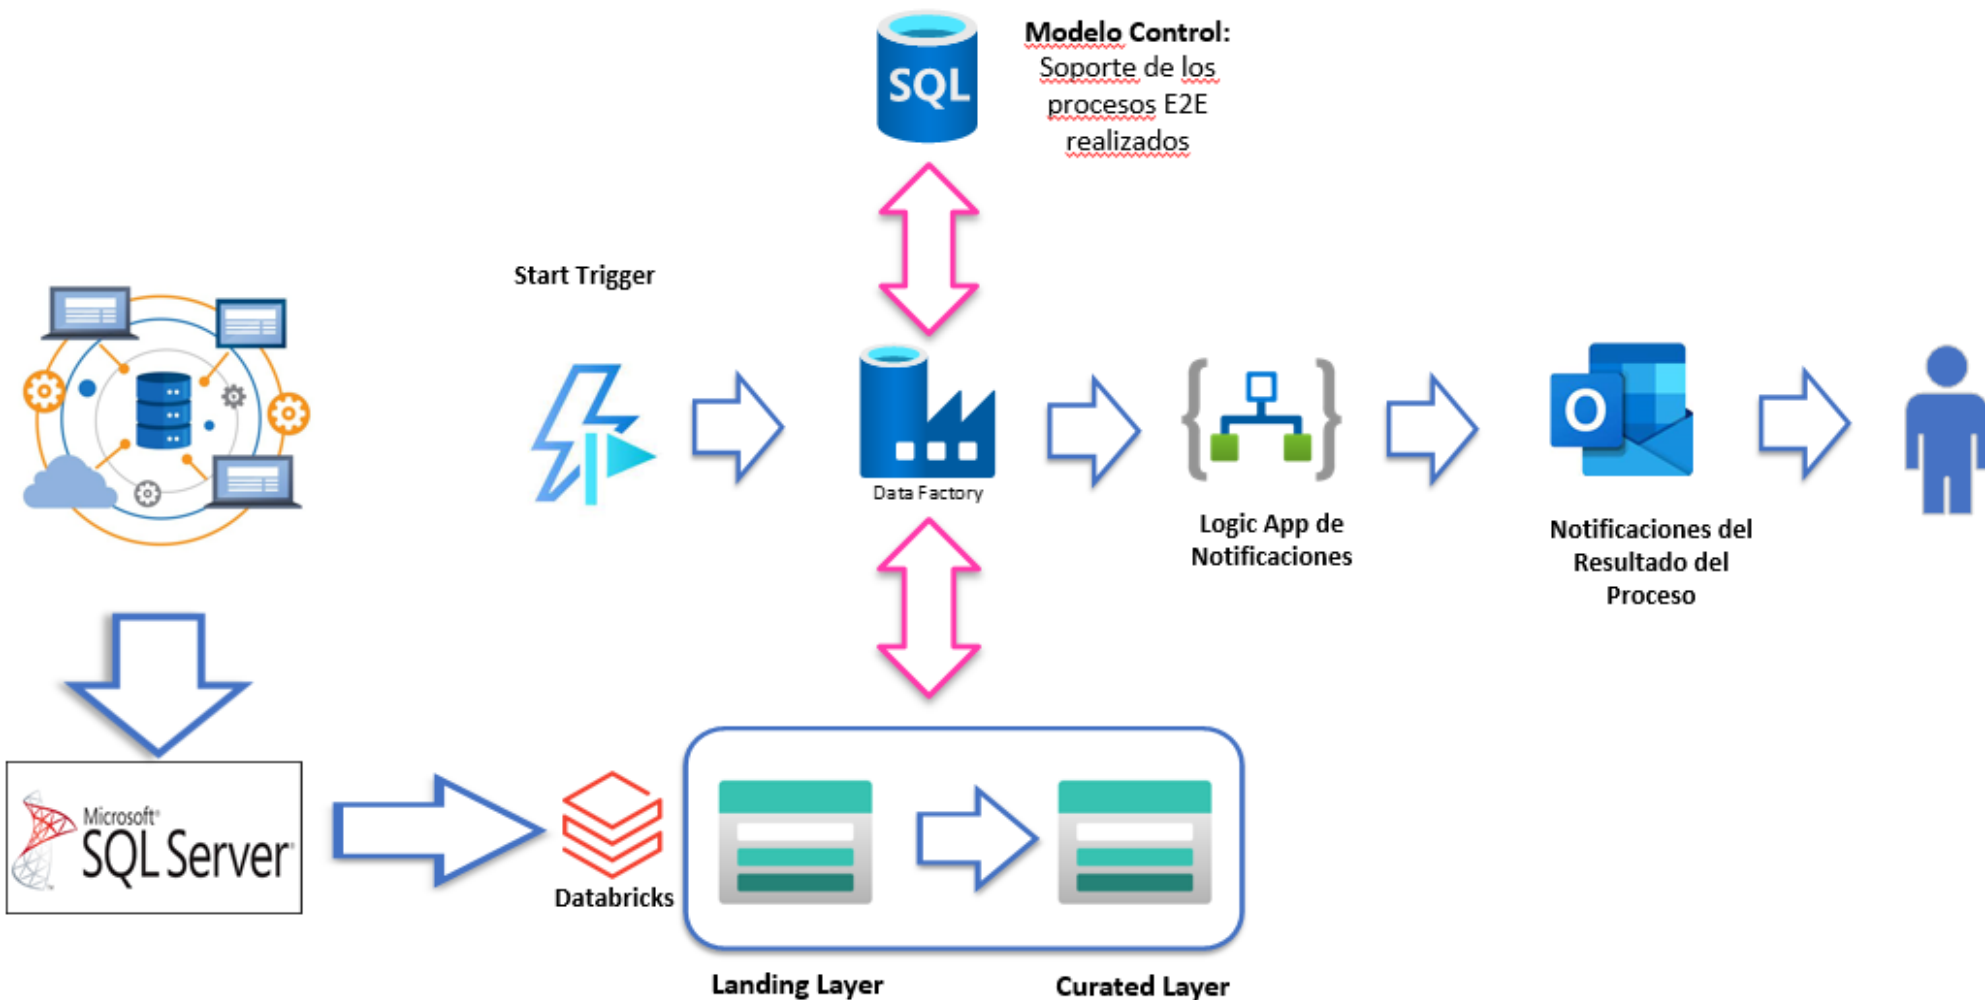 SQL
Modelo Control:
Soporte de los
procesos E2E
realizados
Start Trigger
Data Factory
Logic App de
Notificaciones
O
Notificaciones del
Resultado del
Proceso
Microsoft®
SQL Server®
Databricks
Landing Layer
Curated Layer